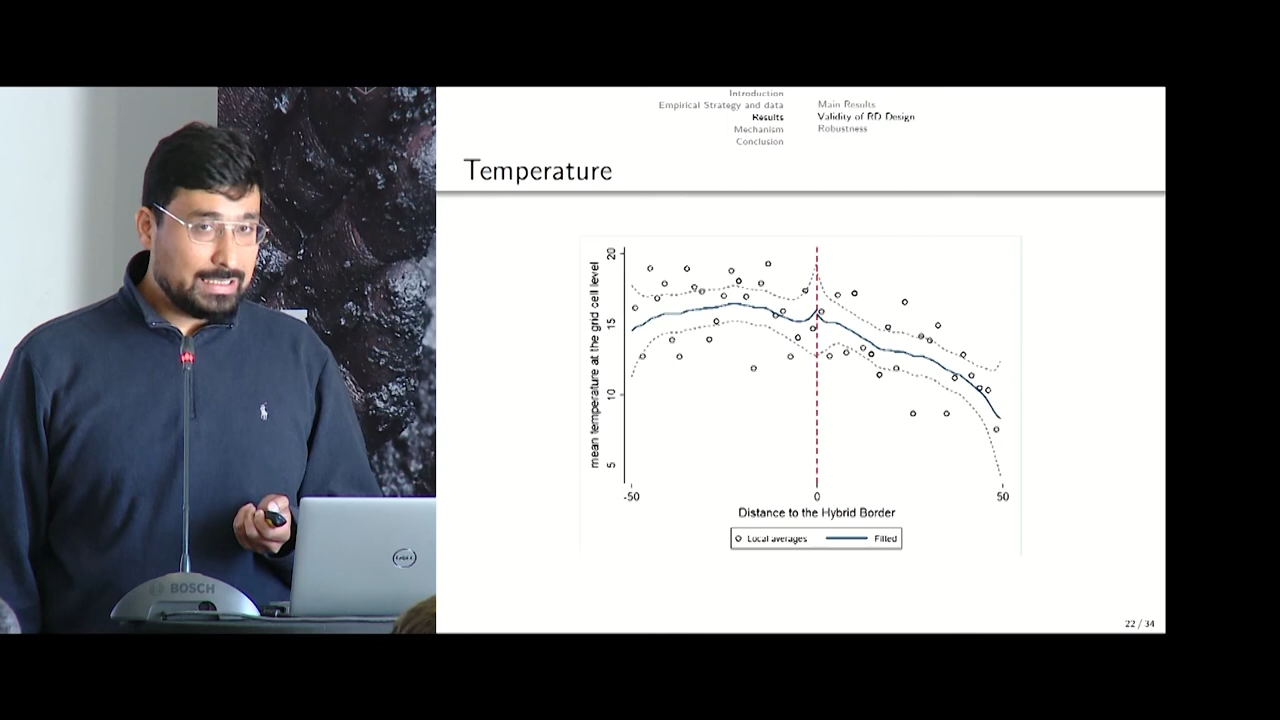 Introduction
Empirical Strategy and data
Results
Mechanism
Conclusion
Main Results
Validity of RD Design
Robustness
Temperature
mean temperature at the grid cell level
20
15
10
5
-50
0
50
Distance to the Hybrid Border
Local averages
Fitted
22 / 34
BOSCH
DELL